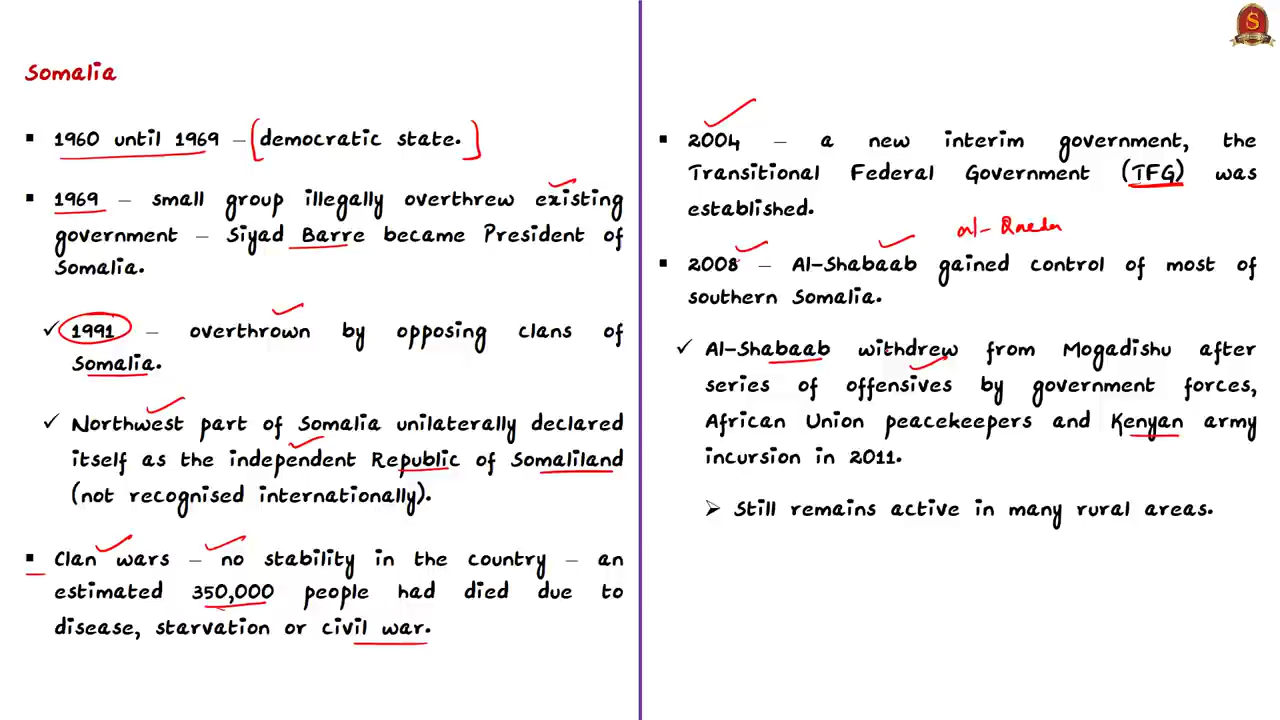 Somalia
▪ 1960 until 1969 – democratic state.
▪ 1969 – small group illegally overthrew existing
government – Siyad Barre became President of
Somalia.
✓ 1991 – overthrown by opposing clans of
Somalia.
✓ Northwest part of Somalia unilaterally declared
itself as the independent Republic of Somaliland
(not recognised internationally).
▪ Clan wars – no stability in the country – an
estimated 350,000 people had died due to
disease, starvation or civil war.
▪ 2004 – a new interim government, the
Transitional Federal Government (TFG) was
established.
al-Qaeda
▪ 2008 – Al-Shabaab gained control of most of
southern Somalia.
✓ Al-Shabaab withdrew from Mogadishu after
series of offensives by government forces,
African Union peacekeepers and Kenyan army
incursion in 2011.
➢ Still remains active in many rural areas.
S